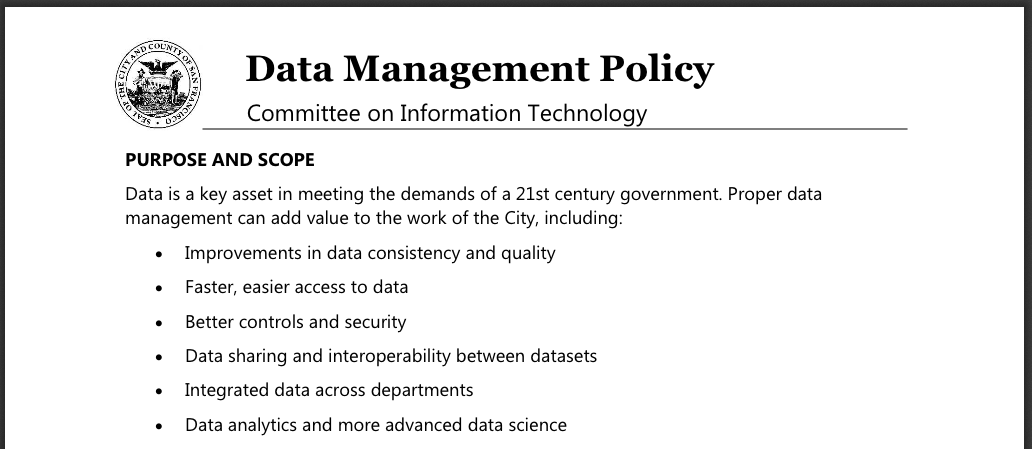 SEAL OF THE CITY AND COUNTY OF SAN FRANCISCO
Data Management Policy
Committee on Information Technology
PURPOSE AND SCOPE
Data is a key asset in meeting the demands of a 21st century government. Proper data
management can add value to the work of the City, including:
• Improvements in data consistency and quality
• Faster, easier access to data
• Better controls and security
• Data sharing and interoperability between datasets
• Integrated data across departments
• Data analytics and more advanced data science